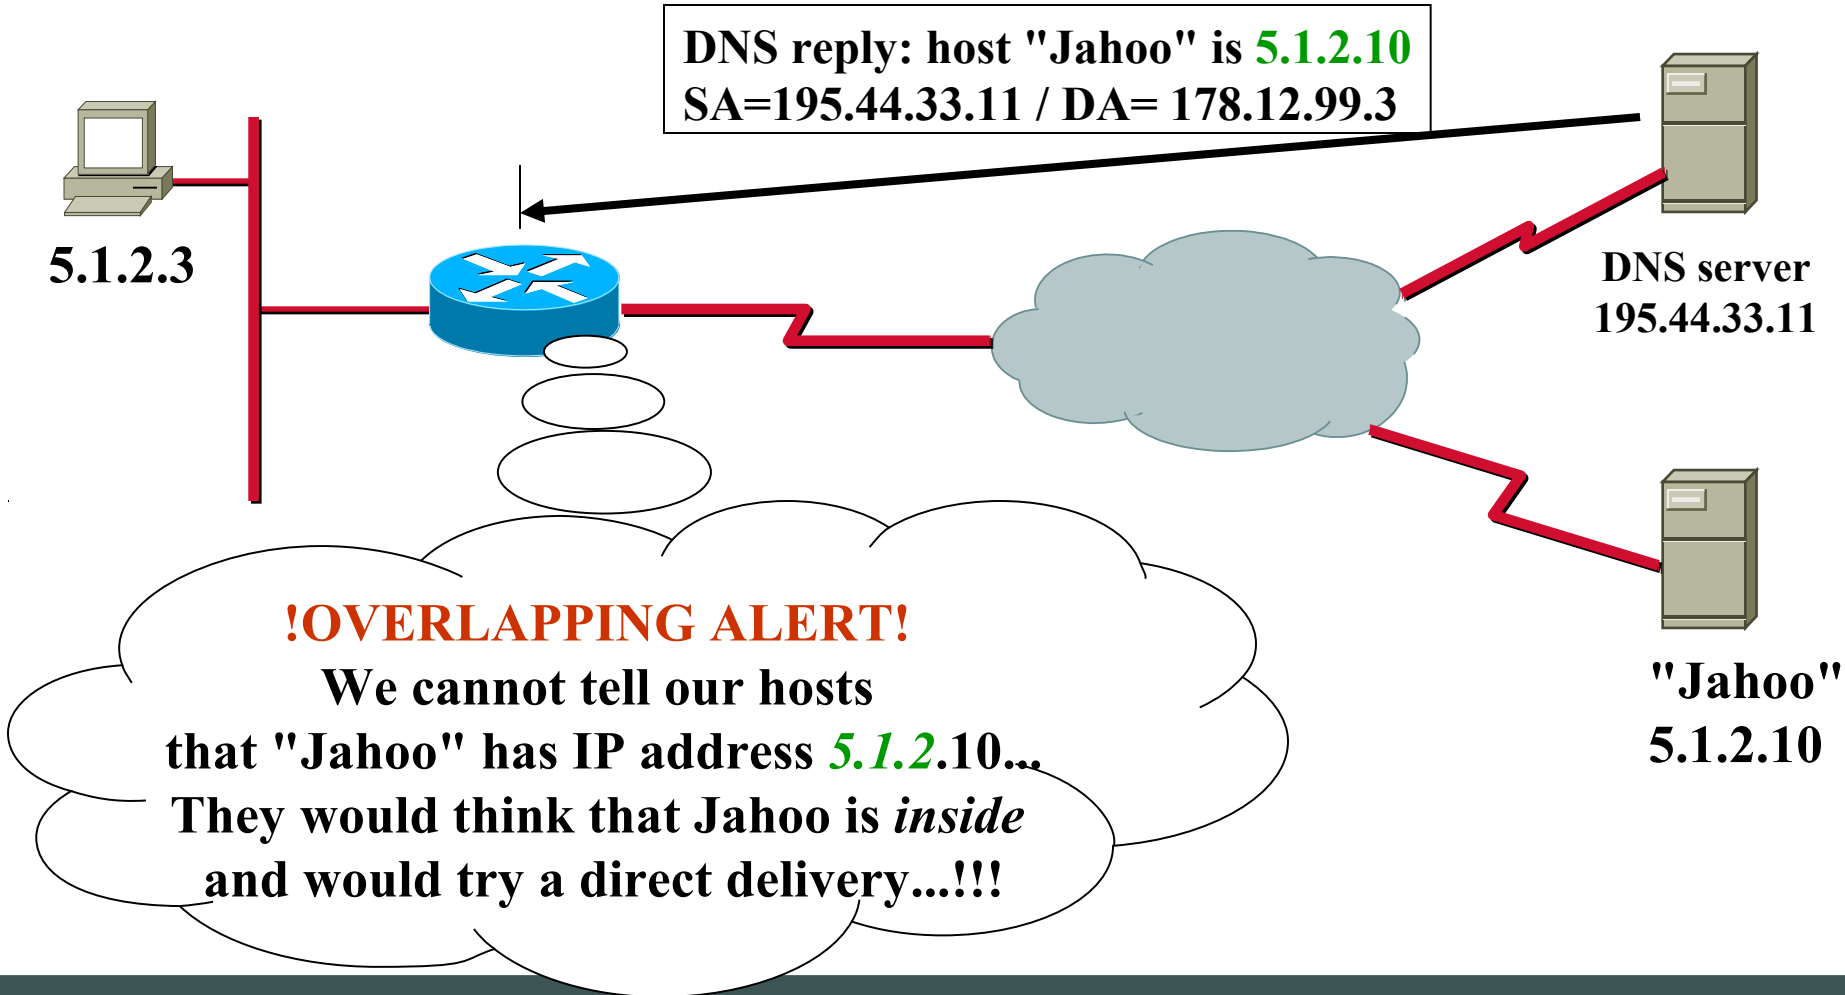 DNS reply: host "Jahoo" is 5.1.2.10
SA=195.44.33.11 / DA= 178.12.99.3
5.1.2.3
DNS server
195.44.33.11
!OVERLAPPING ALERT!
We cannot tell our hosts
that "Jahoo" has IP address 5.1.2.10...
They would think that Jahoo is inside
and would try a direct delivery...!!!
"Jahoo"
5.1.2.10